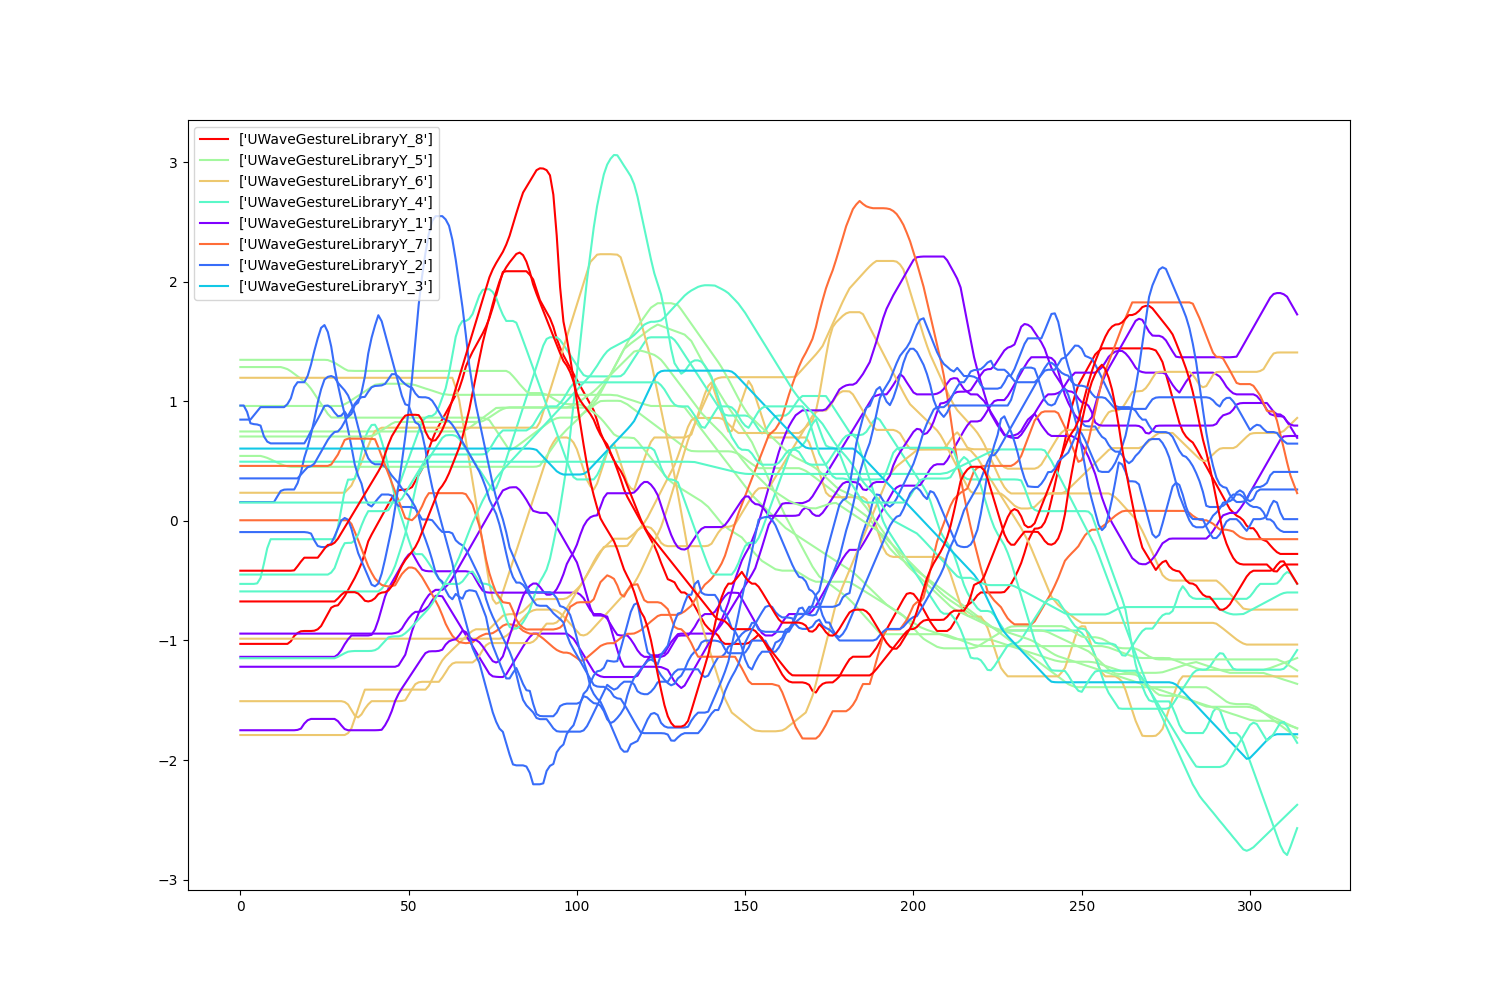 ['UWaveGestureLibraryY_8']
['UWaveGestureLibraryY_5']
['UWaveGestureLibraryY_6']
['UWaveGestureLibraryY_4']
['UWaveGestureLibraryY_1']
['UWaveGestureLibraryY_7']
['UWaveGestureLibraryY_2']
['UWaveGestureLibraryY_3']
3
2
1
0
−1
−2
−3
0 50 100 150 200 250 300